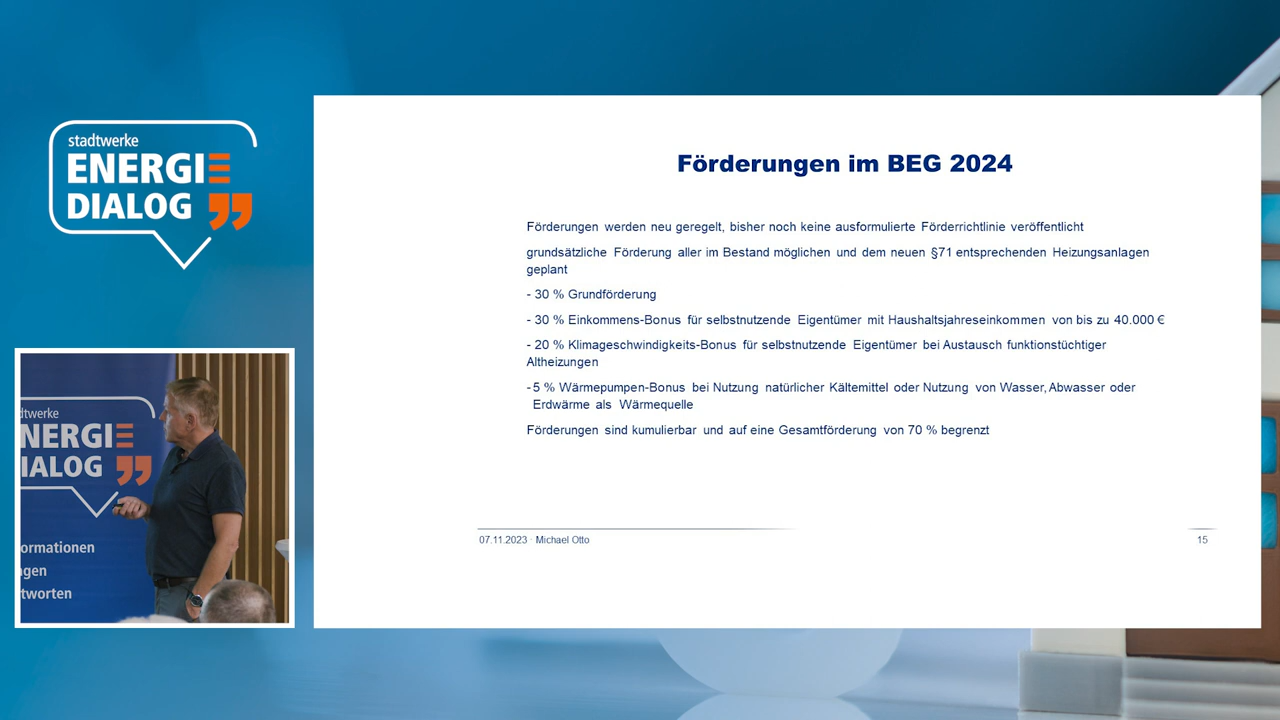 stadtwerke
ENERGIE
DIALOG
Förderungen im BEG 2024
Förderungen werden neu geregelt, bisher noch keine ausformulierte Förderrichtlinie veröffentlicht
grundsätzliche Förderung aller im Bestand möglichen und dem neuen §71 entsprechenden Heizungsanlagen
geplant
- 30 % Grundförderung
- 30 % Einkommens-Bonus für selbstnutzende Eigentümer mit Haushaltsjahreseinkommen von bis zu 40.000 €
- 20 % Klimageschwindigkeits-Bonus für selbstnutzende Eigentümer bei Austausch funktionstüchtiger
Altheizungen
- 5 % Wärmepumpen-Bonus bei Nutzung natürlicher Kältemittel oder Nutzung von Wasser, Abwasser oder
Erdwärme als Wärmequelle
Förderungen sind kumulierbar und auf eine Gesamtförderung von 70 % begrenzt
07.11.2023 · Michael Otto
15
dtwerke
NERGIE
IALOG
ormationen
gen
tworten